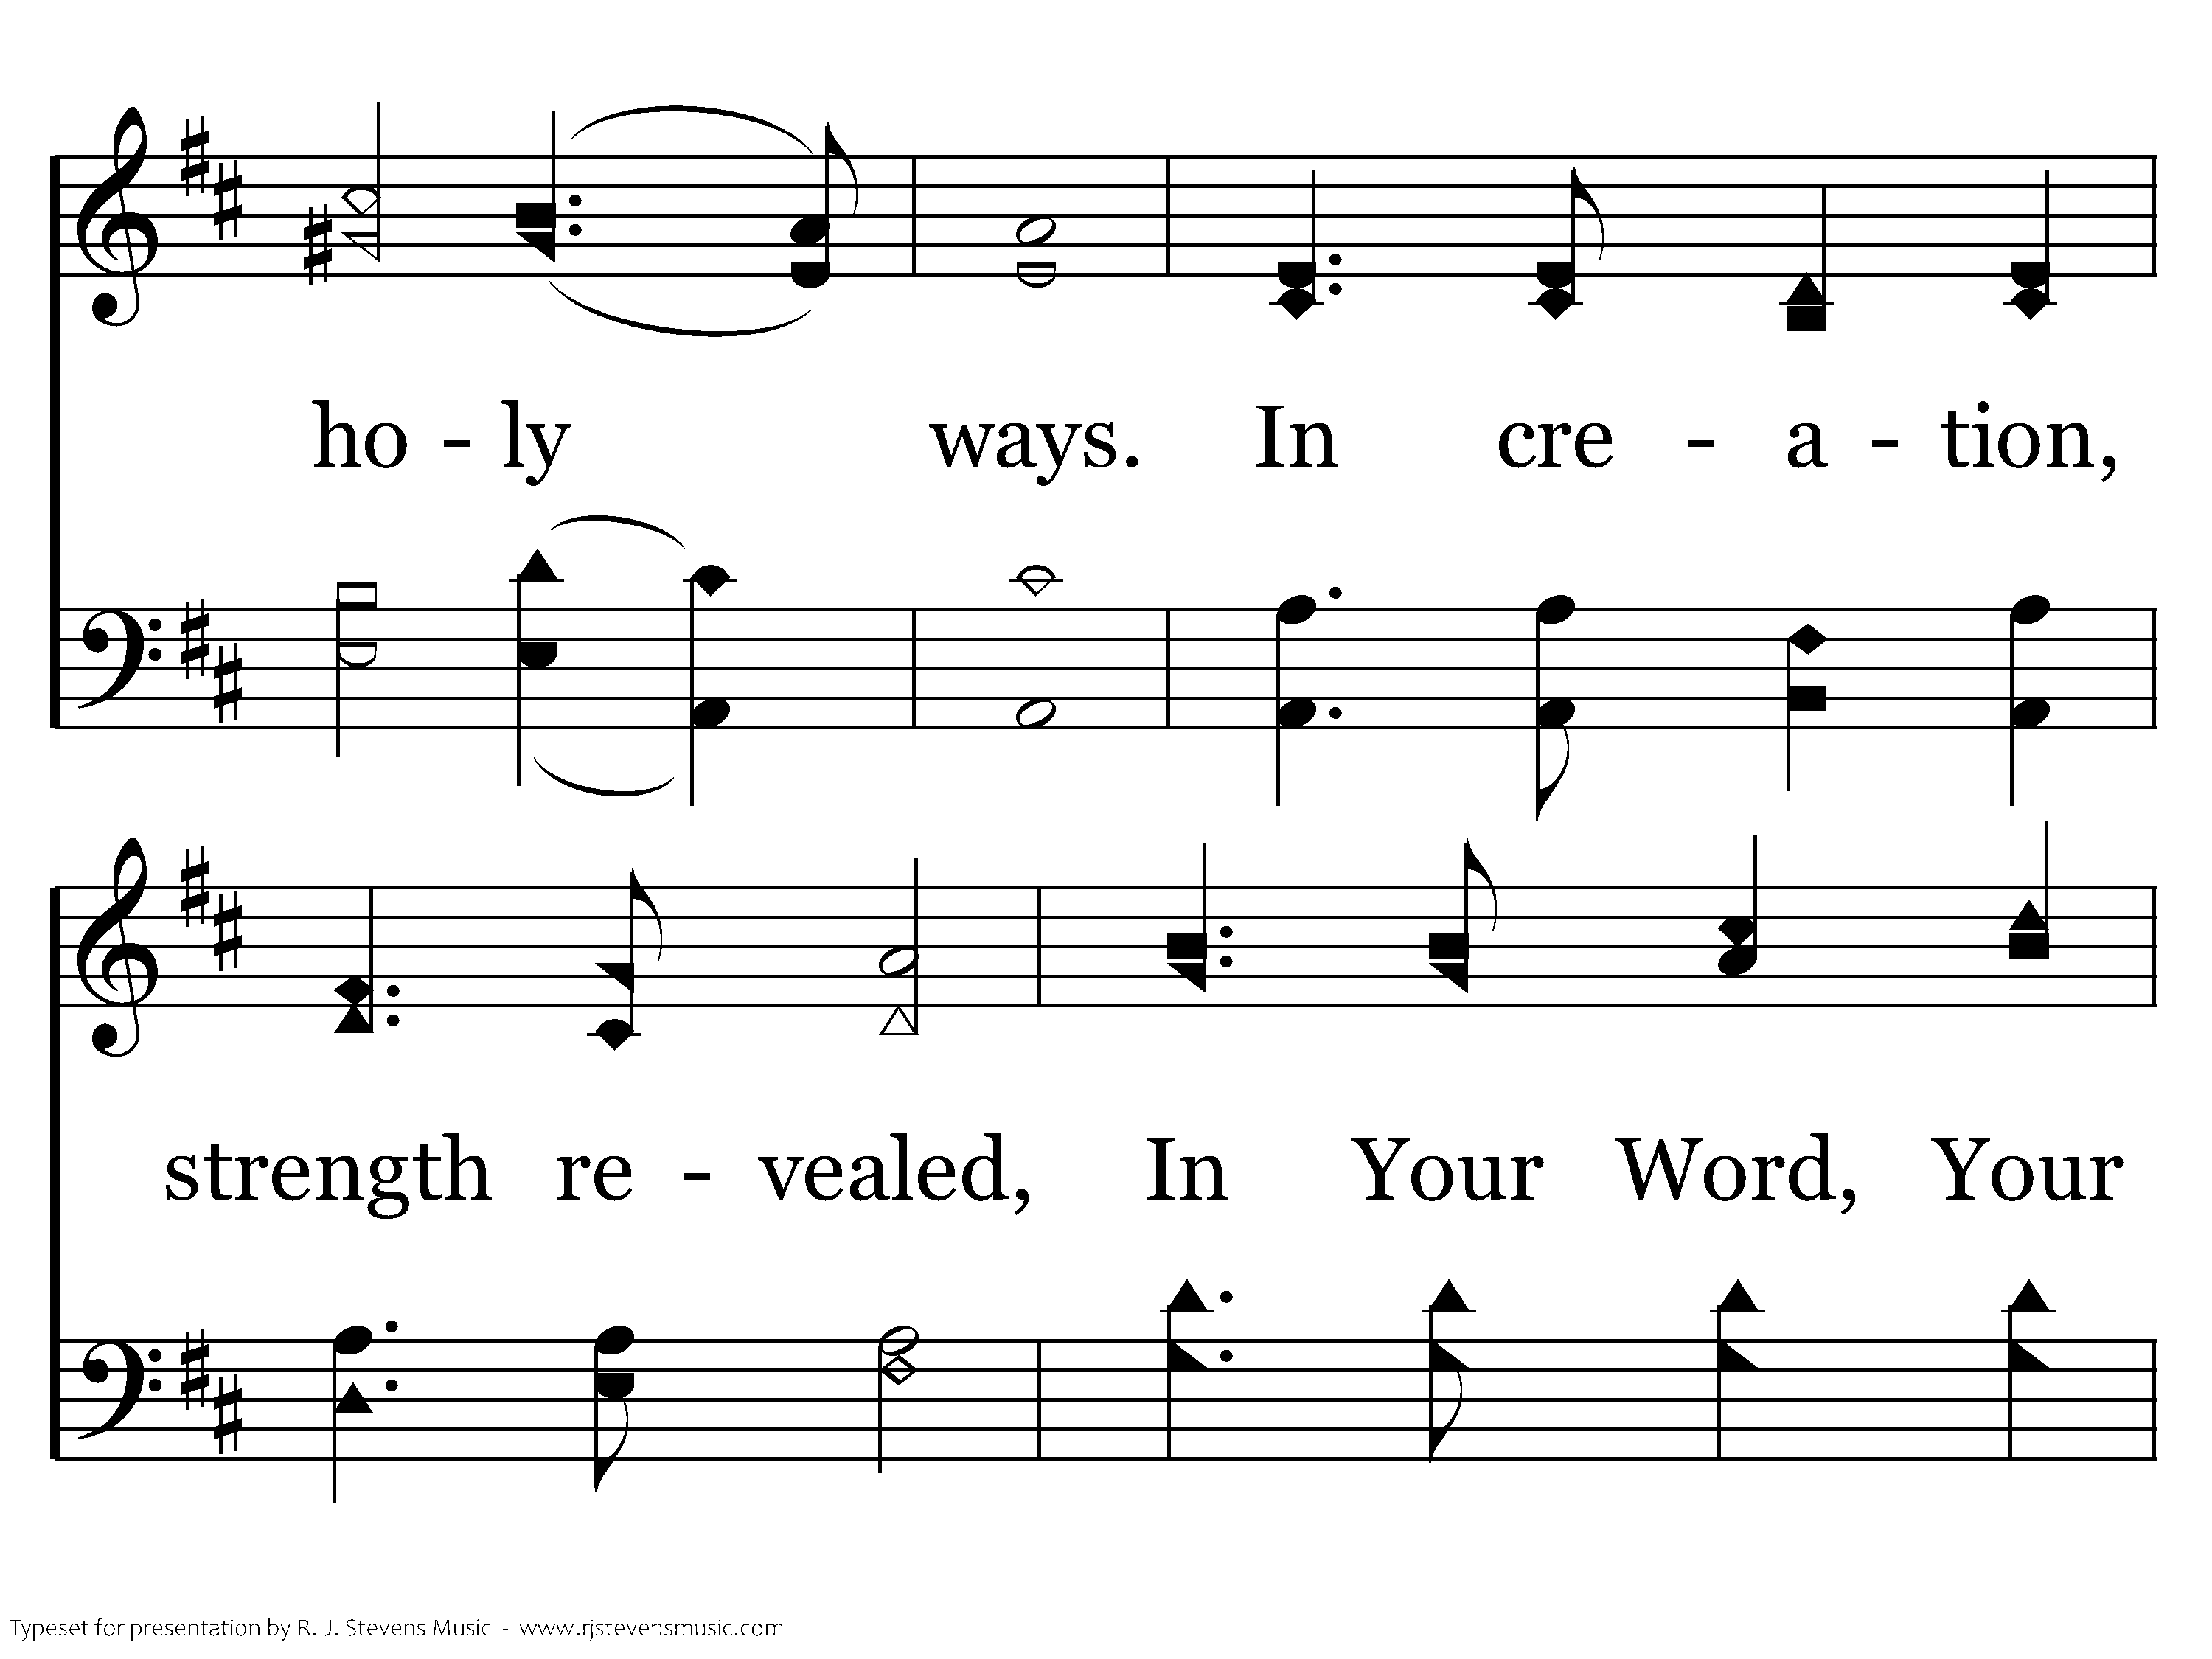 ho - ly ways. In cre - a - tion,
strength re - vealed, In Your Word, Your
Typeset for presentation by R. J. Stevens Music - www.rjstevensmusic.com